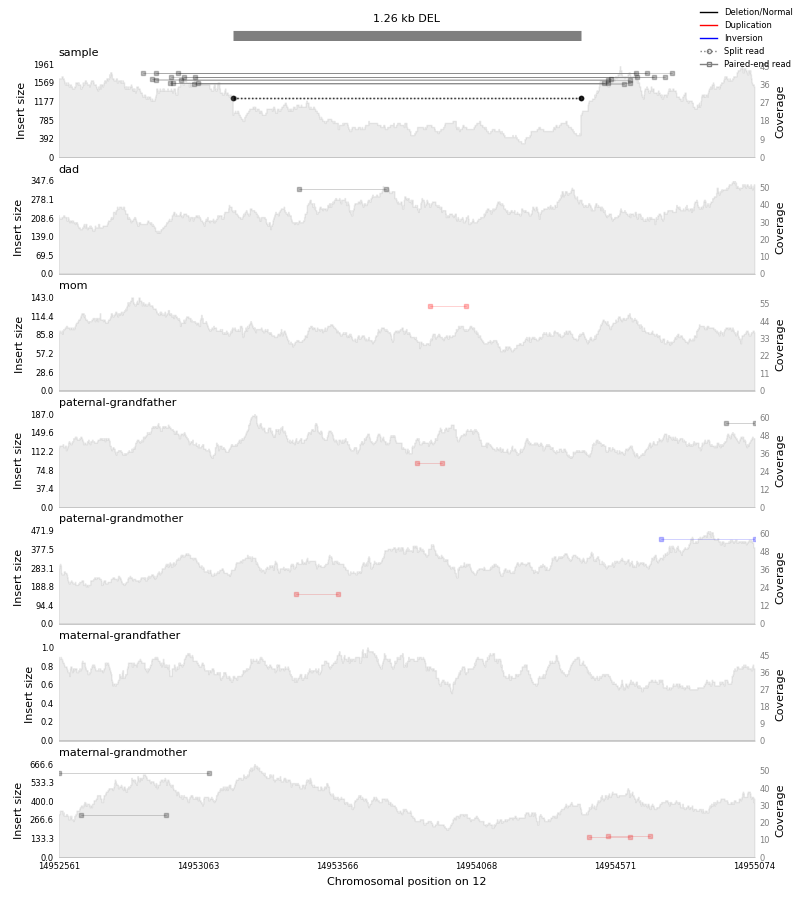 1.26 kb DEL
Deletion/Normal
Duplication
Inversion
Split read
Paired-end read
sample
1961
1569
1177
785
392
0
Insert size
45
36
27
18
9
0
Coverage
dad
347.6
278.1
208.6
139.0
69.5
0.0
Insert size
50
40
30
20
10
0
Coverage
mom
143.0
114.4
85.8
57.2
28.6
0.0
Insert size
55
44
33
22
11
0
Coverage
paternal-grandfather
187.0
149.6
112.2
74.8
37.4
0.0
Insert size
60
48
36
24
12
0
Coverage
paternal-grandmother
471.9
377.5
283.1
188.8
94.4
0.0
Insert size
60
48
36
24
12
0
Coverage
maternal-grandfather
1.0
0.8
0.6
0.4
0.2
0.0
Insert size
45
36
27
18
9
0
Coverage
maternal-grandmother
666.6
533.3
400.0
266.6
133.3
0.0
Insert size
50
40
30
20
10
0
Coverage
14952561 14953063 14953566 14954068 14954571 14955074
Chromosomal position on 12